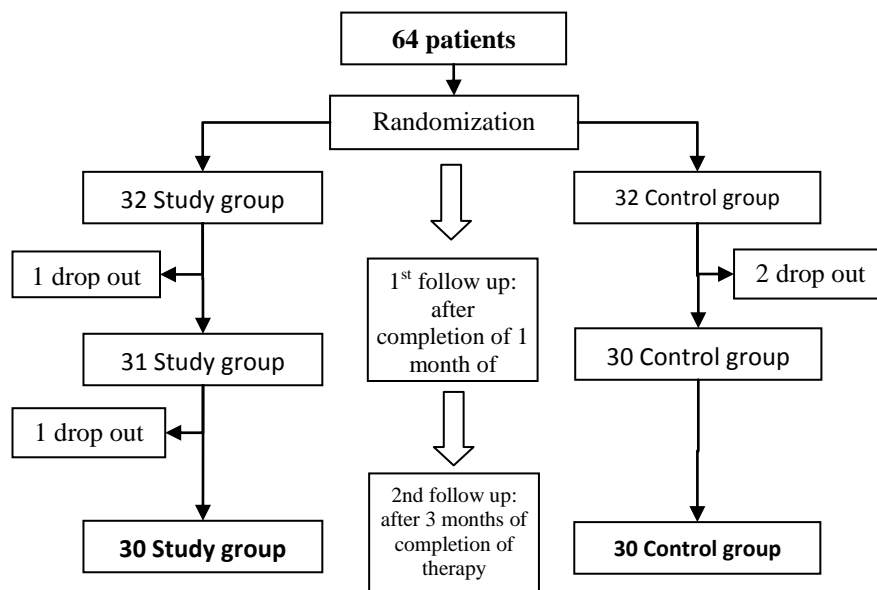 64 patients
Randomization
32 Study group
32 Control group
1 drop out
2 drop out
1st follow up:
after
completion of 1
month of
31 Study group
30 Control group
1 drop out
2nd follow up:
after 3 months of
completion of
therapy
30 Study group
30 Control group